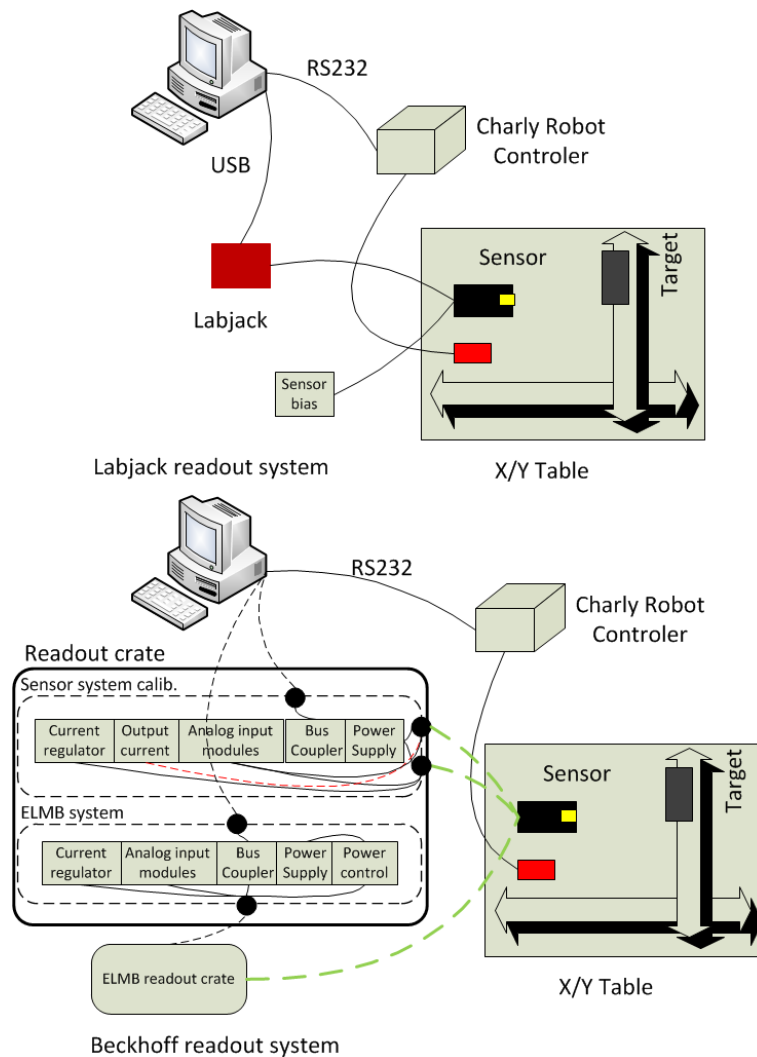 RS232
Charly Robot
Controler
USB
Sensor
Target
Labjack
Sensor
bias
Labjack readout system
X/Y Table
RS232
Charly Robot
Controler
Readout crate
Sensor system calib.
Current
regulator
Output
current
Analog input
modules
Bus
Coupler
Power
Supply
Sensor
Target
ELMB system
Current
regulator
Analog input
modules
Bus
Coupler
Power
Supply
Power
control
ELMB readout crate
X/Y Table
Beckhoff readout system